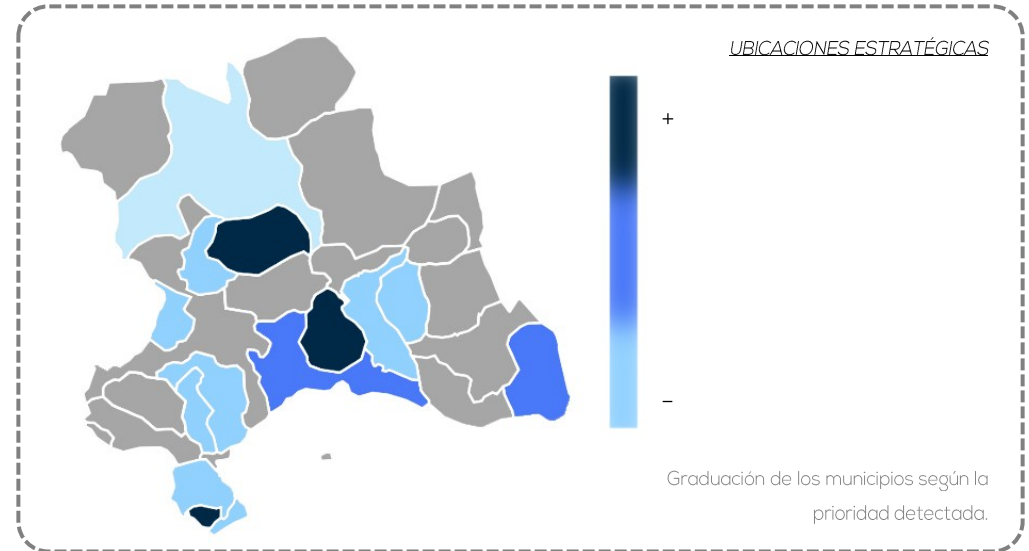 UBICACIONES ESTRATÉGICAS
+
–
Graduación de los municipios según la
prioridad detectada.